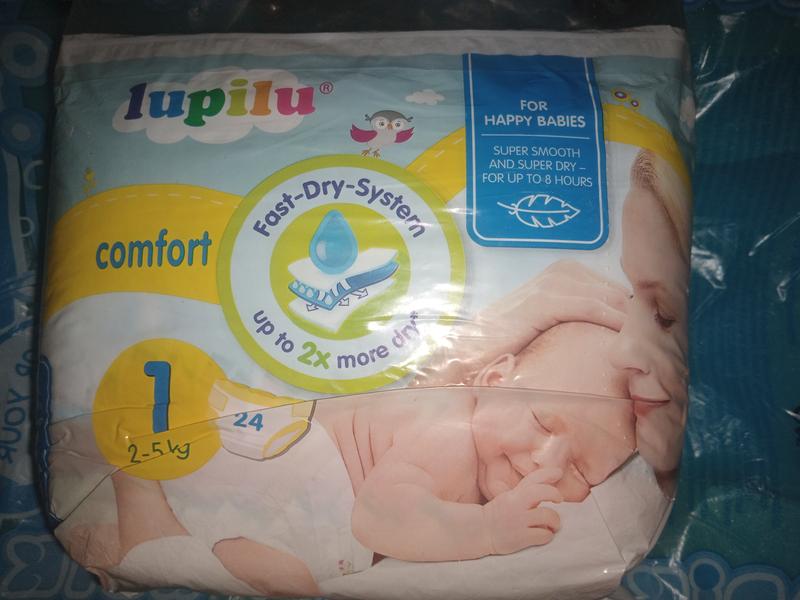 lupilu®
FOR
HAPPY BABIES
SUPER SMOOTH
AND SUPER DRY –
FOR UP TO 8 HOURS
Fast-Dry-System
up to 2x more dry*
comfort
1
2-5 kg
24
YOUR